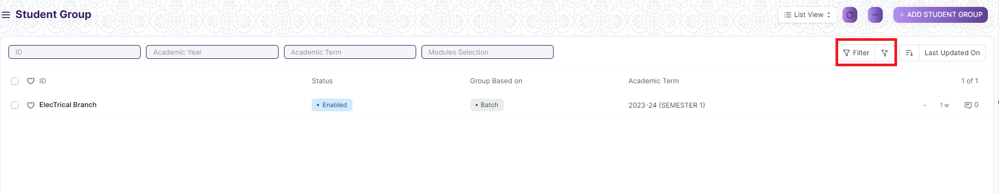 Student Group
List View
ADD STUDENT GROUP
ID
Academic Year
Academic Term
Modules Selection
Filter
Last Updated On
ID
Status
Group Based on
Academic Term
1 of 1
ElecTrical Branch
• Enabled
• Batch
2023-24 (SEMESTER 1)
-
1 w
0